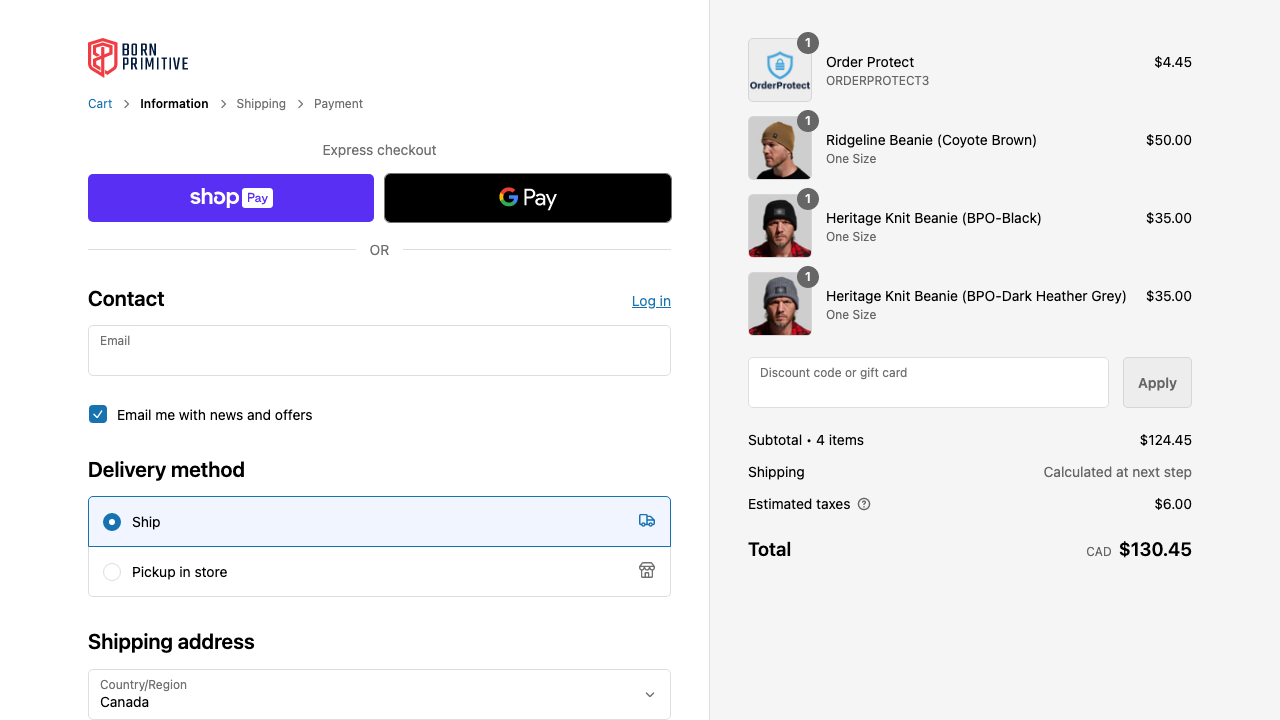 BORN
PRIMITIVE
Cart
Information
Shipping
Payment
Express checkout
shop Pay
G Pay
OR
Contact
Log in
Email
Email me with news and offers
Delivery method
Ship
Pickup in store
Shipping address
Country/Region
Canada
1
OrderProtect
Order Protect
$4.45
ORDERPROTECT3
1
Ridgeline Beanie (Coyote Brown)
$50.00
One Size
1
Heritage Knit Beanie (BPO-Black)
$35.00
One Size
1
Heritage Knit Beanie (BPO-Dark Heather Grey)
$35.00
One Size
Discount code or gift card
Apply
Subtotal • 4 items
$124.45
Shipping
Calculated at next step
Estimated taxes
$6.00
Total
CAD $130.45